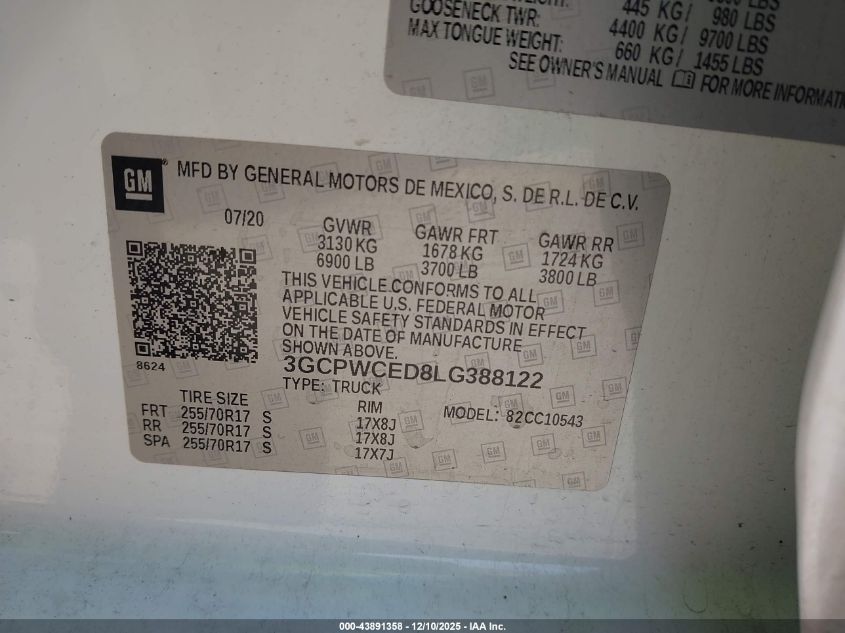 445 KG/ 980 LBS
GOOSENECK TWR: 4400 KG/ 9700 LBS
MAX TONGUE WEIGHT: 660 KG/ 1455 LBS
SEE OWNER'S MANUAL FOR MORE INFORMATI
GM ® MFD BY GENERAL MOTORS DE MEXICO, S. DE R.L. DE C.V.
07/20
GVWR GAWR FRT GAWR RR
3130 KG 1678 KG 1724 KG
6900 LB 3700 LB 3800 LB
THIS VEHICLE CONFORMS TO ALL
APPLICABLE U.S. FEDERAL MOTOR
VEHICLE SAFETY STANDARDS IN EFFECT
ON THE DATE OF MANUFACTURE
SHOWN ABOVE.
8624
3GCPWCED8LG388122
TYPE: TRUCK
TIRE SIZE RIM MODEL: 82CC10543
FRT 255/70R17 S 17X8J
RR 255/70R17 S 17X8J
SPA 255/70R17 S 17X7J
000-43891358 - 12/10/2025 - IAA Inc.